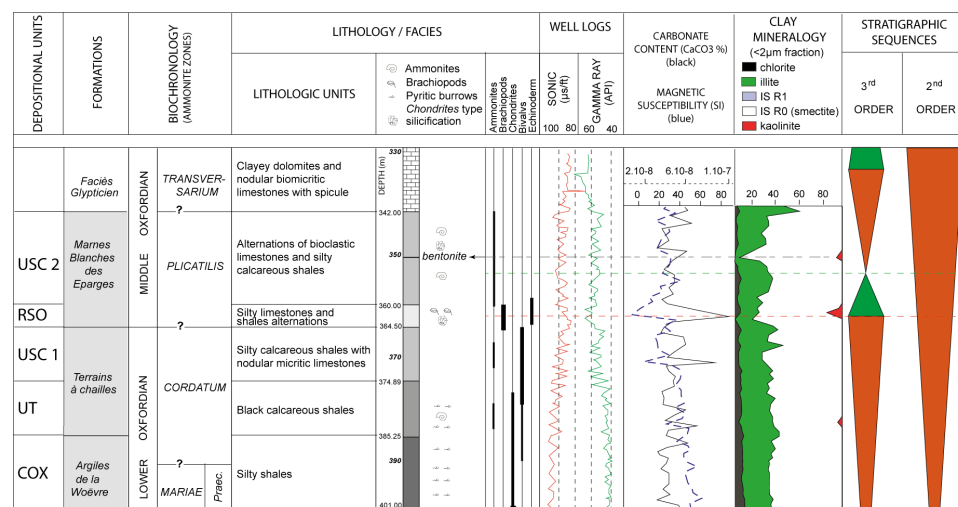 DEPOSITIONAL UNITS
FORMATIONS
BIOCHRONOLOGY
(AMMONITE ZONES)
LITHOLOGY / FACIES
LITHOLOGIC UNITS
Ammonites
Brachiopods
Pyritic burrows
Chondrites type
silicification
Ammonites
Brachiopods
Chondrites
Bivalvs
Echinoderm
WELL LOGS
SONIC
(µs/ft)
100 80
GAMMA RAY
(API)
60 40
CARBONATE
CONTENT (CaCO3 %)
(black)
MAGNETIC
SUSCEPTIBILITY (SI)
(blue)
CLAY
MINERALOGY
(<2µm fraction)
chlorite
illite
IS R1
IS R0 (smectite)
kaolinite
STRATIGRAPHIC
SEQUENCES
3rd
ORDER
2nd
ORDER
USC 2
RSO
USC 1
UT
COX
Faciès
Glypticien
Marnes
Blanches
des
Eparges
Terrains
à chailles
Argiles
de la
Woëvre
MIDDLE OXFORDIAN
LOWER OXFORDIAN
TRANSVER-
SARIUM
?
PLICATILIS
?
CORDATUM
?
MARIAE
Praec.
Clayey dolomites and
nodular biomicritic
limestones with spicule
Alternations of bioclastic
limestones and silty
calcareous shales
Silty limestones and
shales alternations
Silty calcareous shales with
nodular micritic limestones
Black calcareous shales
Silty shales
DEPTH (m)
330
342.00
350
360.00
364.50
370
374.89
385.25
390
401.00
bentonite
2.10-8 6.10-8 1.10-7
0 20 40 60 80
20 40 60 80